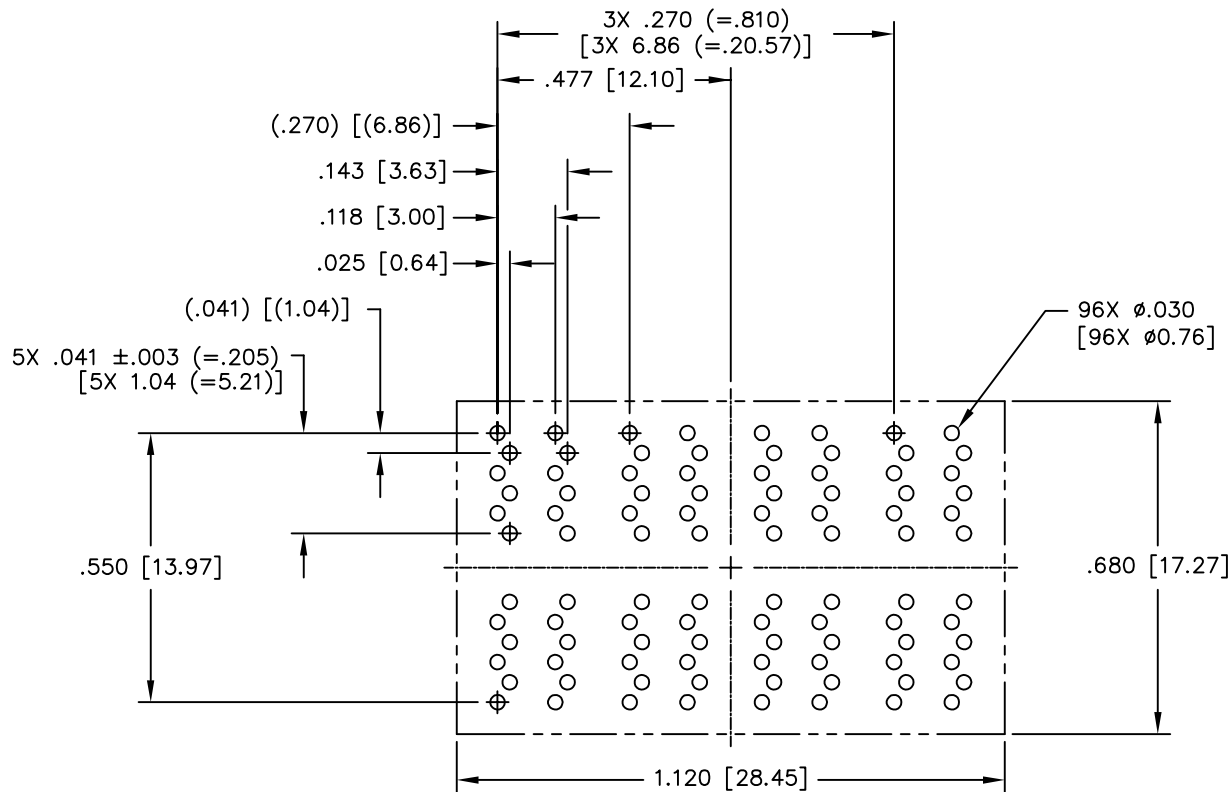 3X .270 (=.810)
[3X 6.86 (=.20.57)]
.477 [12.10]
(.270) [(6.86)]
.143 [3.63]
.118 [3.00]
.025 [0.64]
(.041) [(1.04)]
96X ø.030
[96X ø0.76]
5X .041 ±.003 (=.205)
[5X 1.04 (=5.21)]
.550 [13.97]
.680 [17.27]
1.120 [28.45]